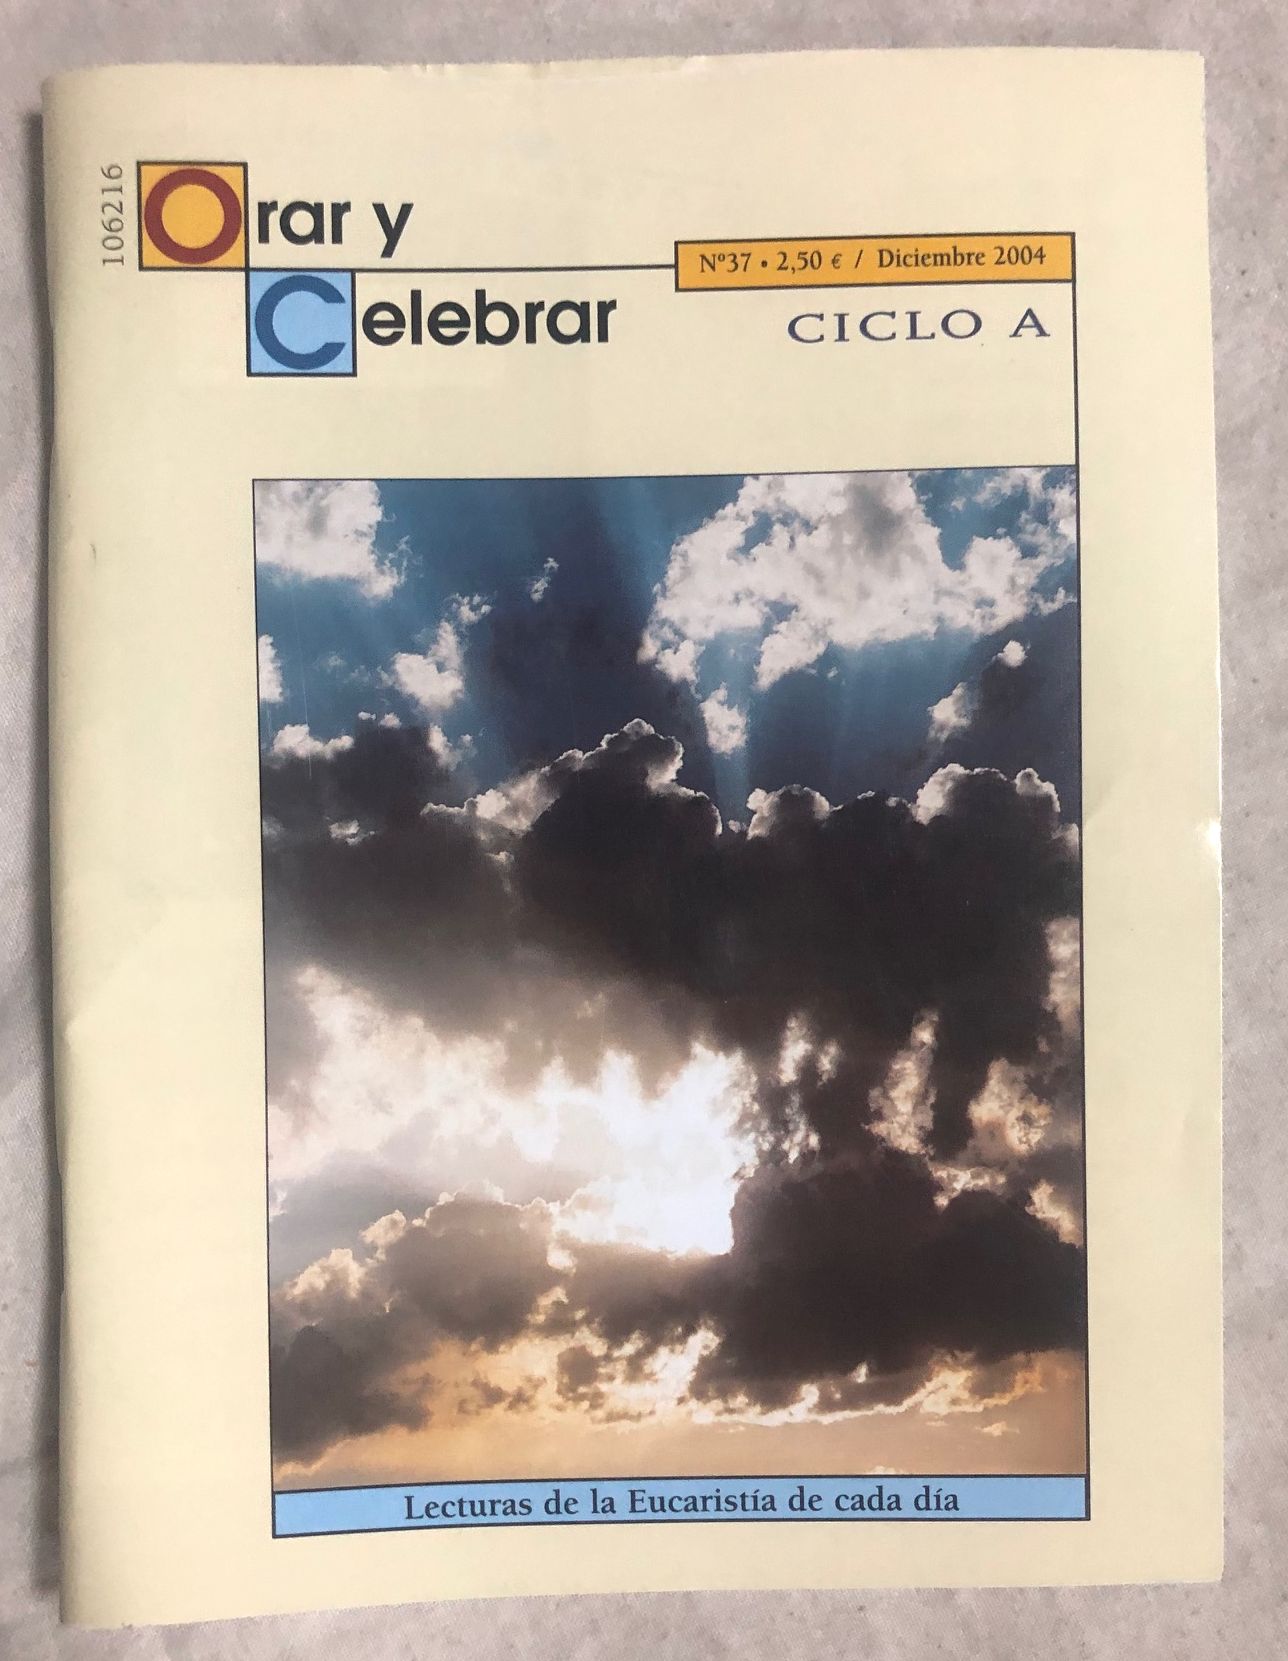 106216
Orar y
Celebrar
Nº37 • 2,50 € / Diciembre 2004
CICLO A
Lecturas de la Eucaristía de cada día